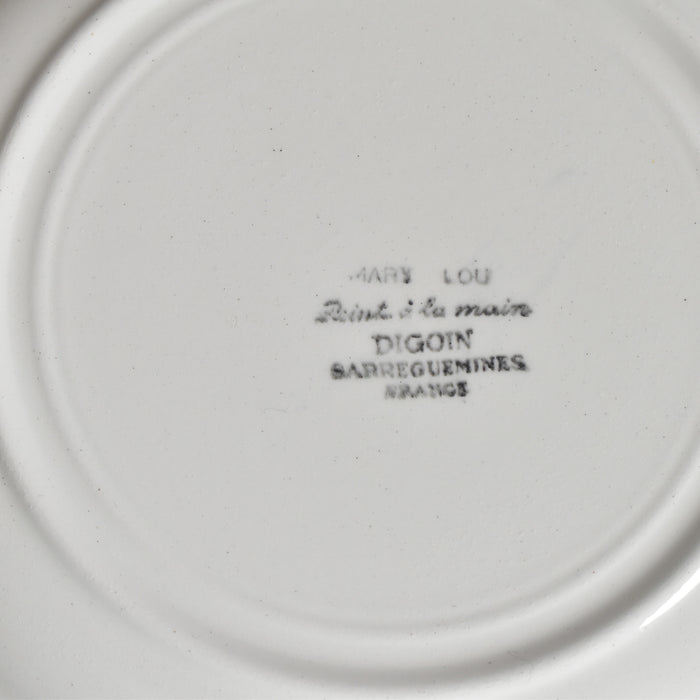 MARY LOU
Peint à la main
DIGOIN
SARREGUEMINES
FRANCE